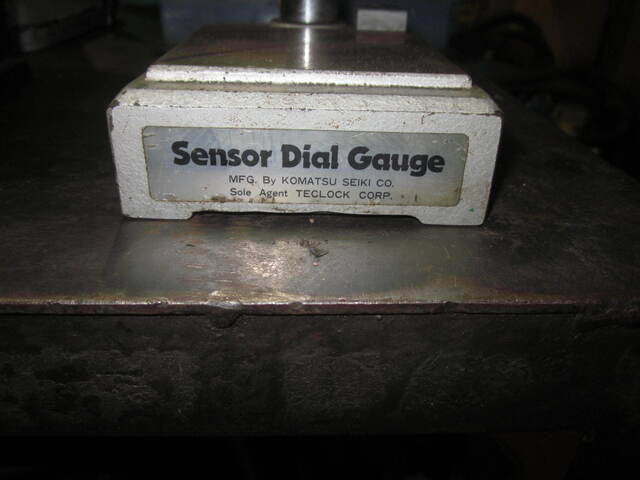 Sensor Dial Gauge
MFG. By KOMATSU SEIKI CO.
Sole Agent TECLOCK CORP.